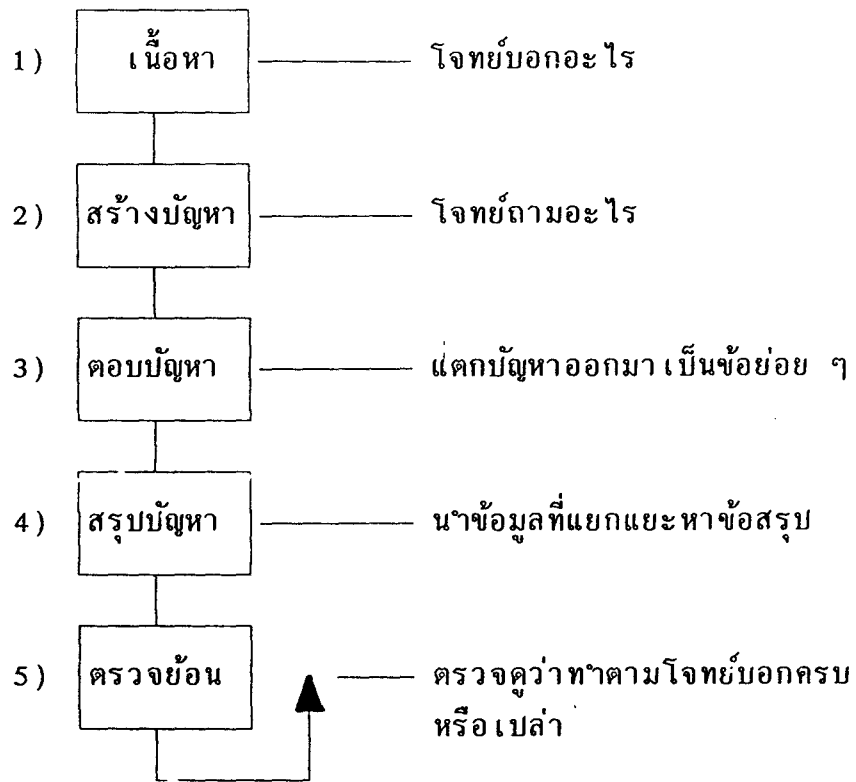 1) เนื้อหา โจทย์บอกอะไร
2) สร้างปัญหา โจทย์ถามอะไร
3) ตอบปัญหา แตกปัญหาออกมาเป็นข้อย่อย ๆ
4) สรุปปัญหา นำข้อมูลที่แยกแยะหาข้อสรุป
5) ตรวจย้อน ตรวจดูว่าทำตามโจทย์บอกครบ
หรือเปล่า